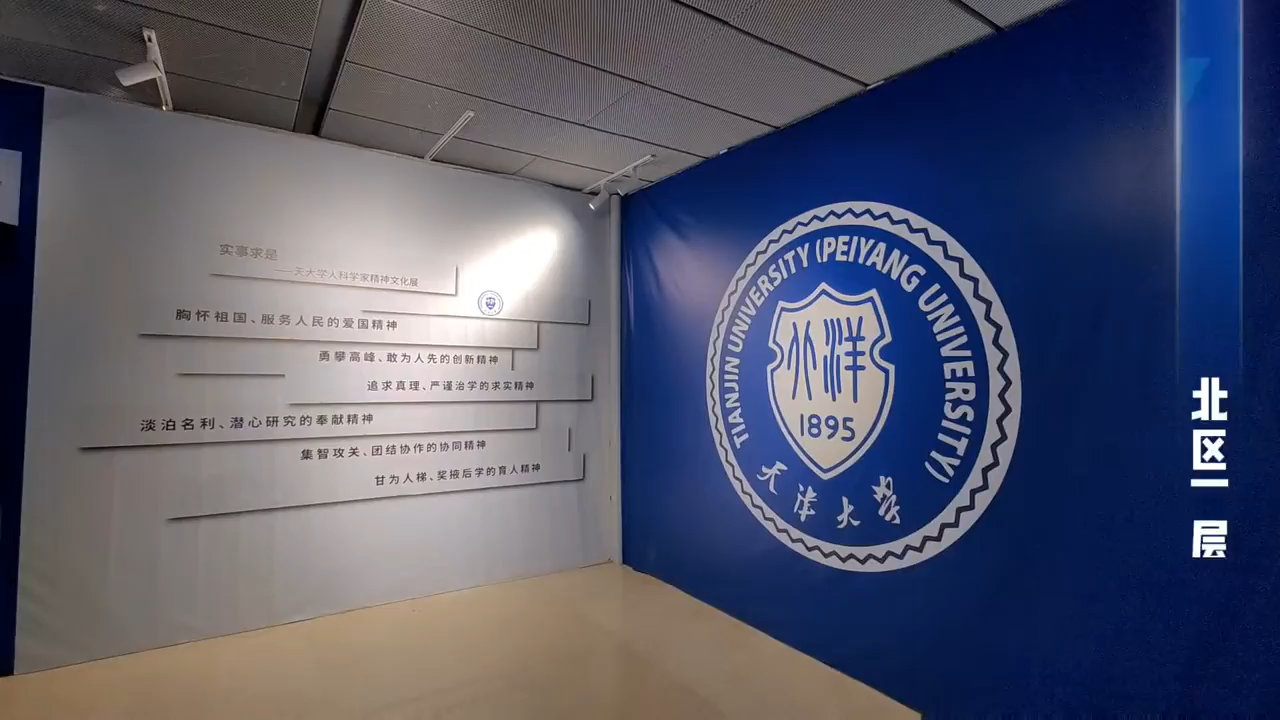 实事求是
——天大学人科学家精神文化展
胸怀祖国、服务人民的爱国精神
勇攀高峰、敢为人先的创新精神
追求真理、严谨治学的求实精神
淡泊名利、潜心研究的奉献精神
集智攻关、团结协作的协同精神
甘为人梯、奖掖后学的育人精神
TIANJIN UNIVERSITY (PEIYANG UNIVERSITY)
北洋
1895
天津大学
北区一层